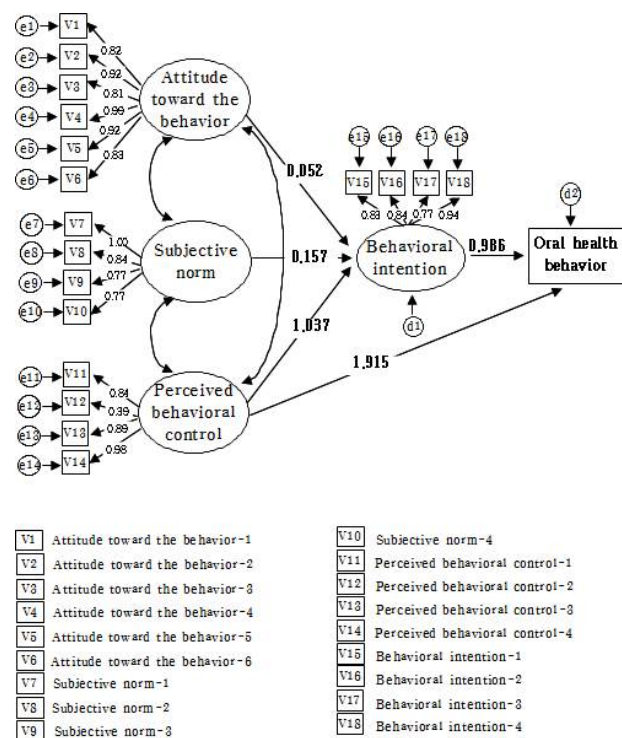 e1 V1
0.82
e2 V2
0.92
e3 V3
0.81
e4 V4
0.99
e5 V5
0.92
e6 V6
0.83
Attitude
toward the
behavior
e7 V7
1.00
e8 V8
0.84
e9 V9
0.77
e10 V10
0.77
Subjective
norm
e11 V11
0.84
e12 V12
0.39
e13 V13
0.89
e14 V14
0.98
Perceived
behavioral
control
0.052
0.157
1.037
1.915
e15 e16 e17 e18
V15 V16 V17 V18
0.84 0.77 0.94
Behavioral
intention
d1
0.986
d2
Oral health
behavior
V1 Attitude toward the behavior-1
V2 Attitude toward the behavior-2
V3 Attitude toward the behavior-3
V4 Attitude toward the behavior-4
V5 Attitude toward the behavior-5
V6 Attitude toward the behavior-6
V7 Subjective norm-1
V8 Subjective norm-2
V9 Subjective norm-3
V10 Subjective norm-4
V11 Perceived behavioral control-1
V12 Perceived behavioral control-2
V13 Perceived behavioral control-3
V14 Perceived behavioral control-4
V15 Behavioral intention-1
V16 Behavioral intention-2
V17 Behavioral intention-3
V18 Behavioral intention-4